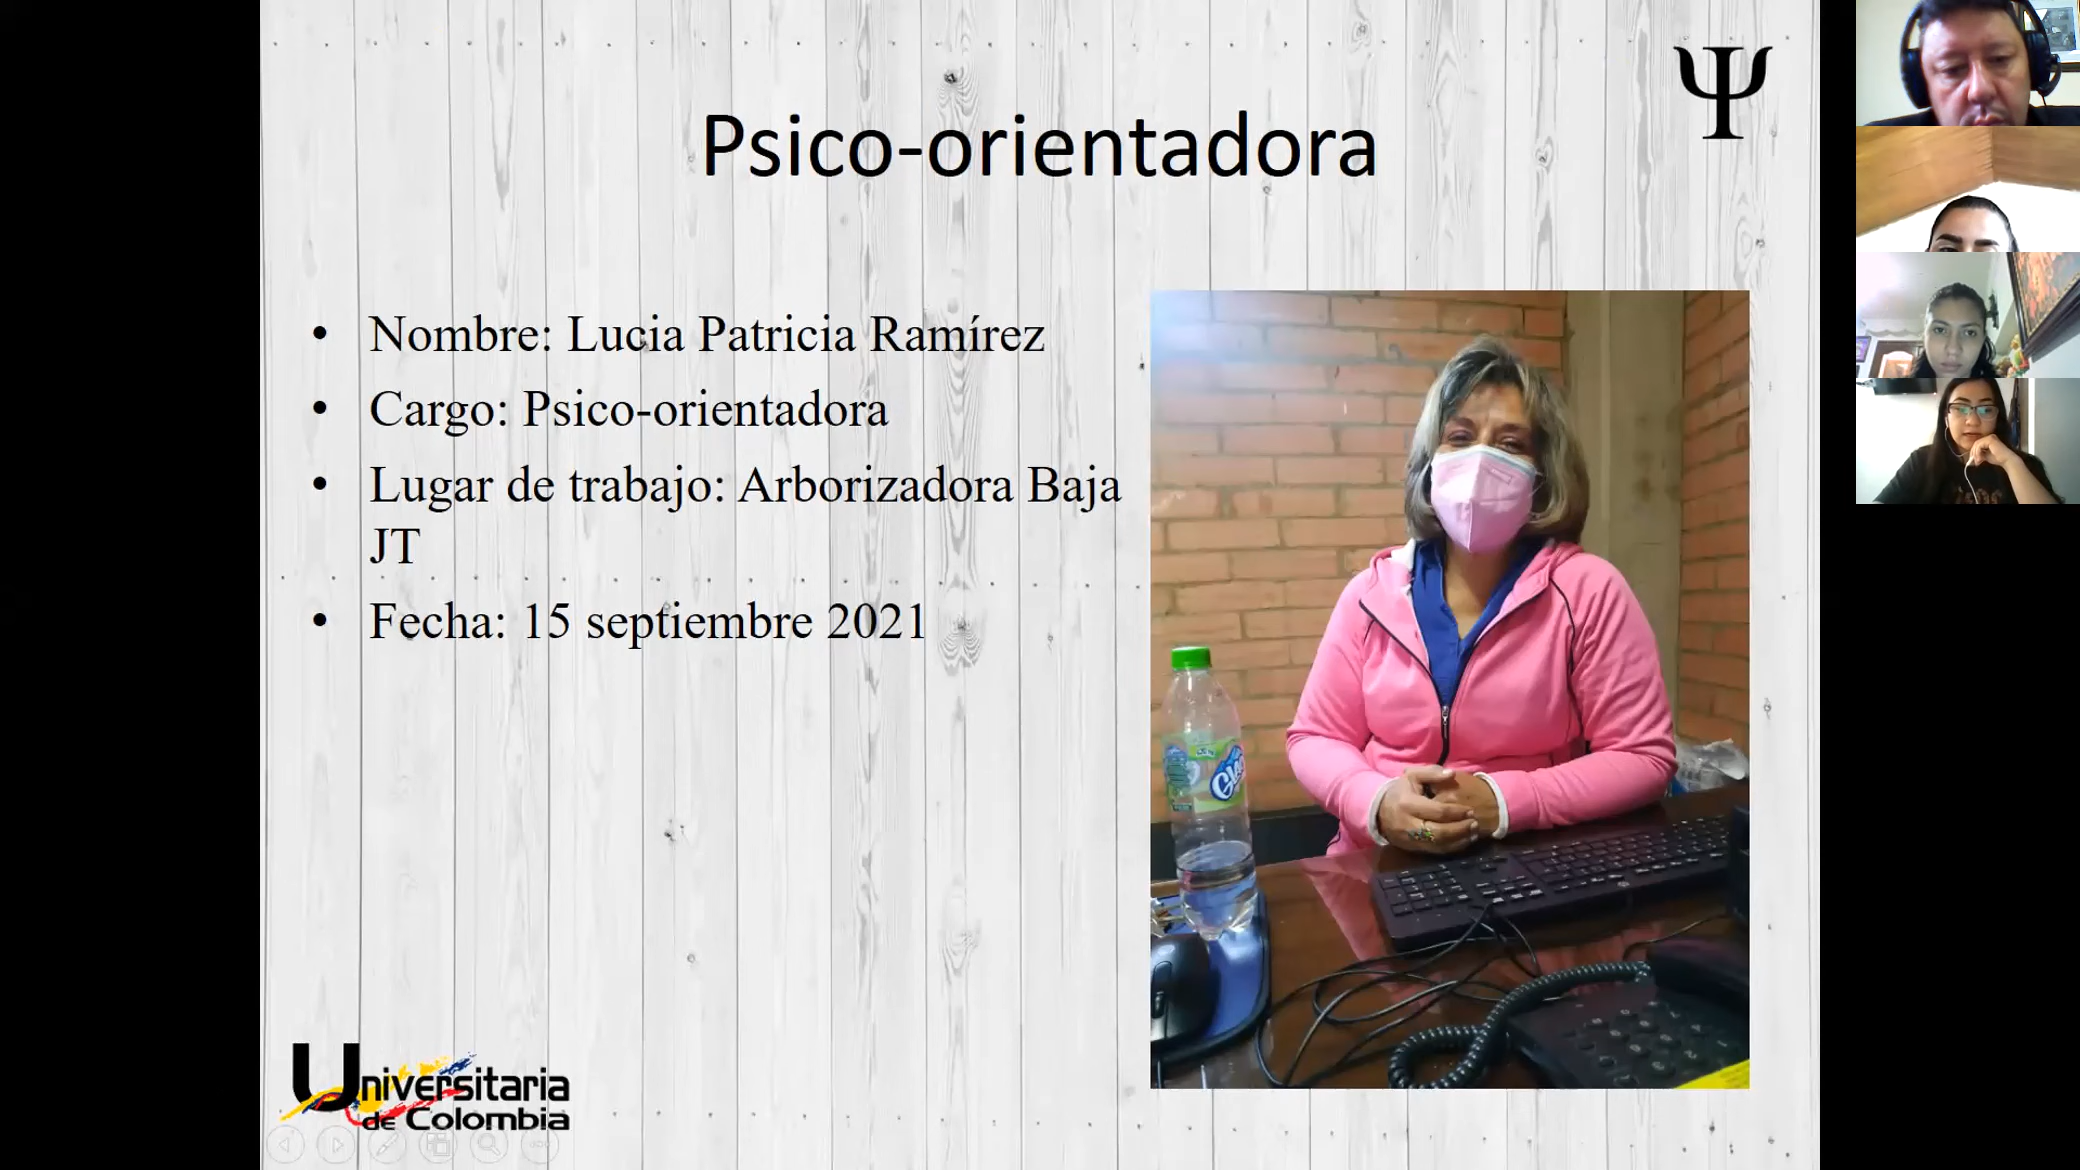 Ψ
Psico-orientadora
• Nombre: Lucia Patricia Ramírez
• Cargo: Psico-orientadora
• Lugar de trabajo: Arborizadora Baja
JT
• Fecha: 15 septiembre 2021
Universitaria
de Colombia